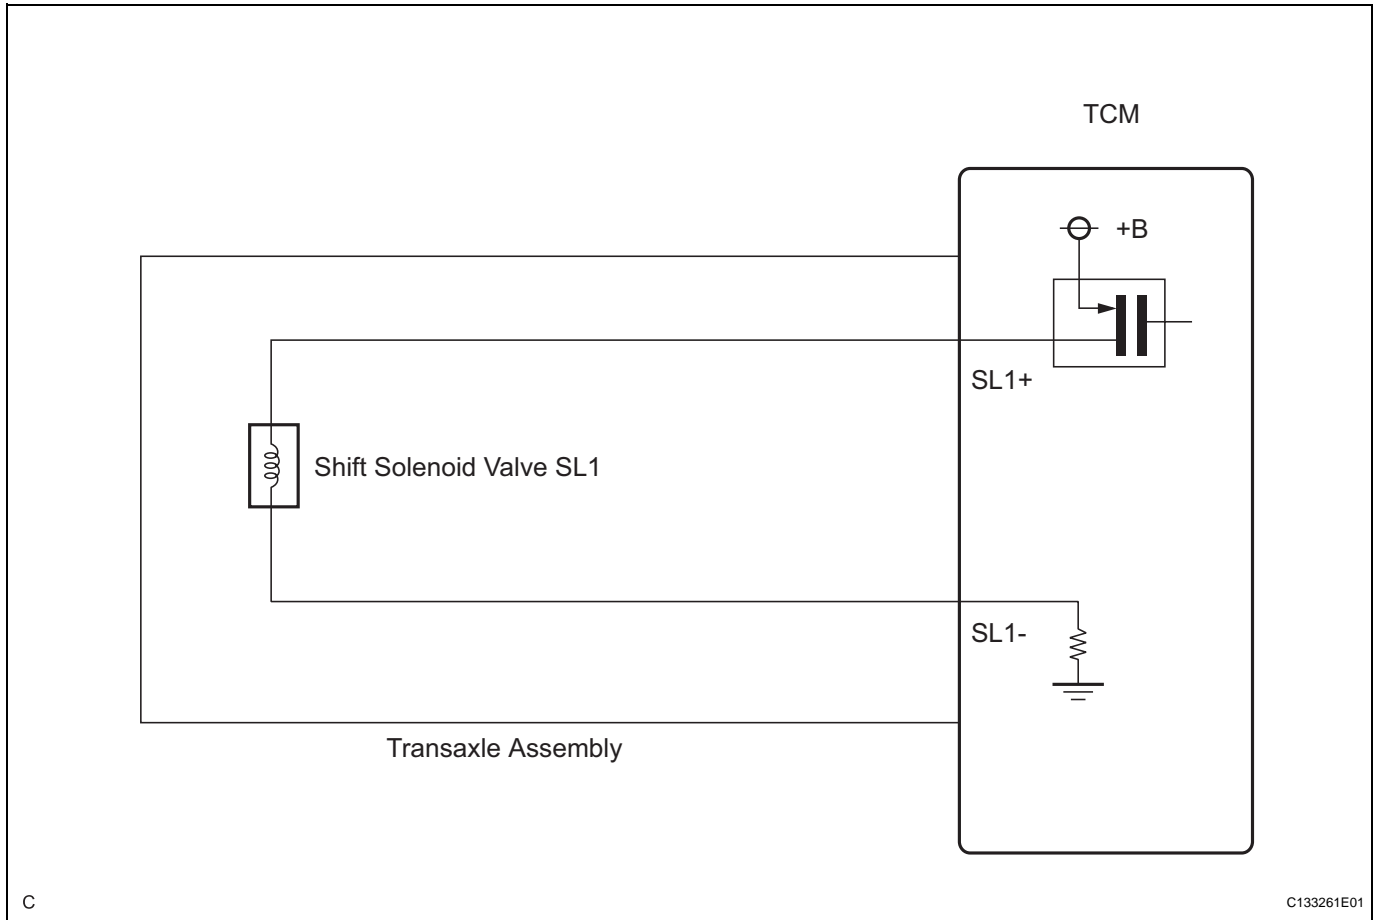 TCM
+B
SL1+
Shift Solenoid Valve SL1
SL1-
Transaxle Assembly
C
C133261E01